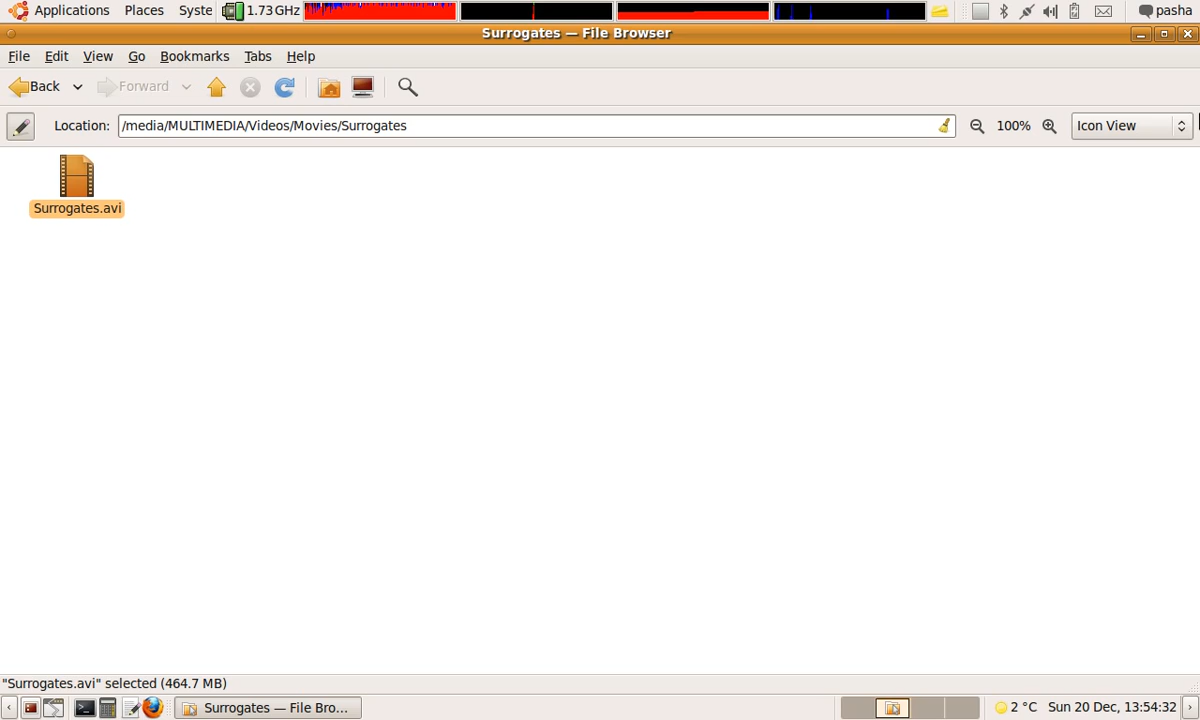 Applications Places Syste 1.73GHz pasha
Surrogates — File Browser
File Edit View Go Bookmarks Tabs Help
Back Forward
Location: /media/MULTIMEDIA/Videos/Movies/Surrogates 100% Icon View
Surrogates.avi
"Surrogates.avi" selected (464.7 MB)
Surrogates — File Bro... 2 °C Sun 20 Dec, 13:54:32